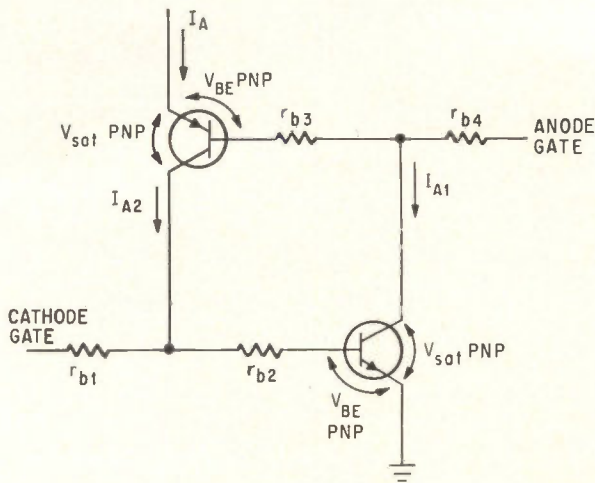 I_A
V_BE PNP
V_sat PNP
r_b3
r_b4
ANODE
GATE
I_A2
I_A1
CATHODE
GATE
r_b1
r_b2
V_sat PNP
V_BE
PNP